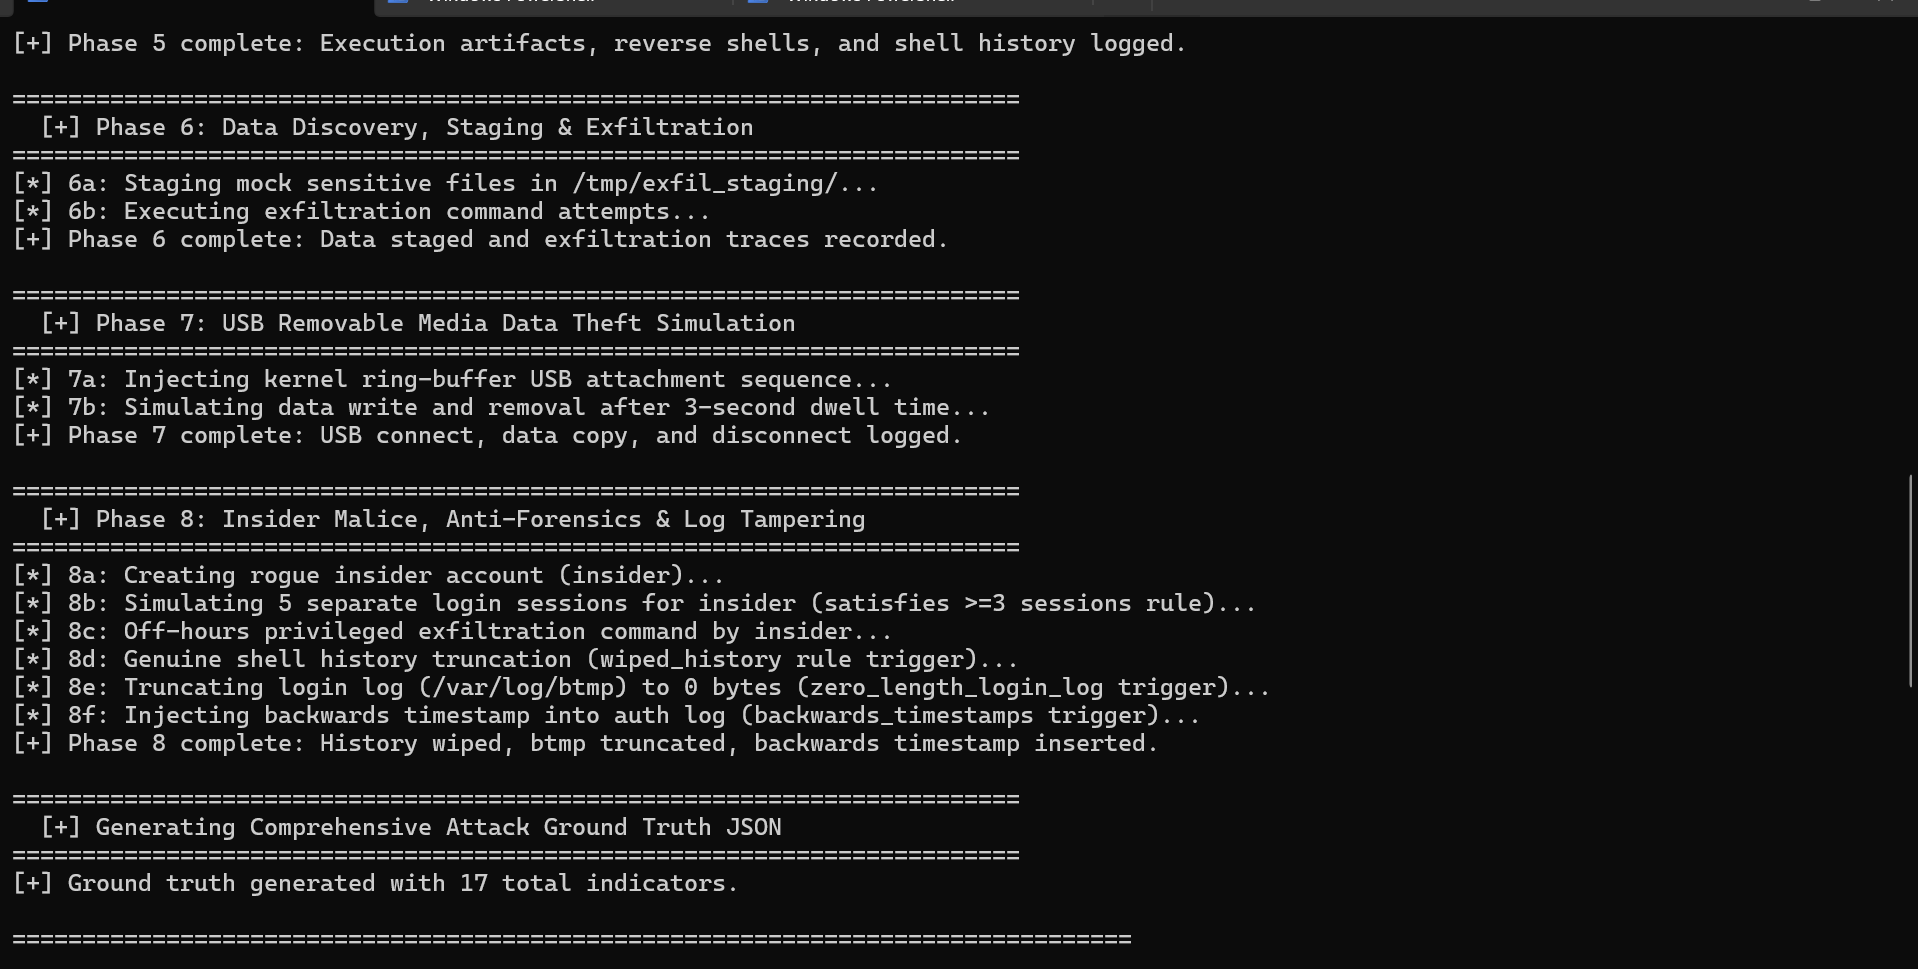 [+] Phase 5 complete: Execution artifacts, reverse shells, and shell history logged.
========================================================================
  [+] Phase 6: Data Discovery, Staging & Exfiltration
========================================================================
[*] 6a: Staging mock sensitive files in /tmp/exfil_staging/...
[*] 6b: Executing exfiltration command attempts...
[+] Phase 6 complete: Data staged and exfiltration traces recorded.
========================================================================
  [+] Phase 7: USB Removable Media Data Theft Simulation
========================================================================
[*] 7a: Injecting kernel ring-buffer USB attachment sequence...
[*] 7b: Simulating data write and removal after 3-second dwell time...
[+] Phase 7 complete: USB connect, data copy, and disconnect logged.
========================================================================
  [+] Phase 8: Insider Malice, Anti-Forensics & Log Tampering
========================================================================
[*] 8a: Creating rogue insider account (insider)...
[*] 8b: Simulating 5 separate login sessions for insider (satisfies >=3 sessions rule)...
[*] 8c: Off-hours privileged exfiltration command by insider...
[*] 8d: Genuine shell history truncation (wiped_history rule trigger)...
[*] 8e: Truncating login log (/var/log/btmp) to 0 bytes (zero_length_login_log trigger)...
[*] 8f: Injecting backwards timestamp into auth log (backwards_timestamps trigger)...
[+] Phase 8 complete: History wiped, btmp truncated, backwards timestamp inserted.
========================================================================
  [+] Generating Comprehensive Attack Ground Truth JSON
========================================================================
[+] Ground truth generated with 17 total indicators.
================================================================================